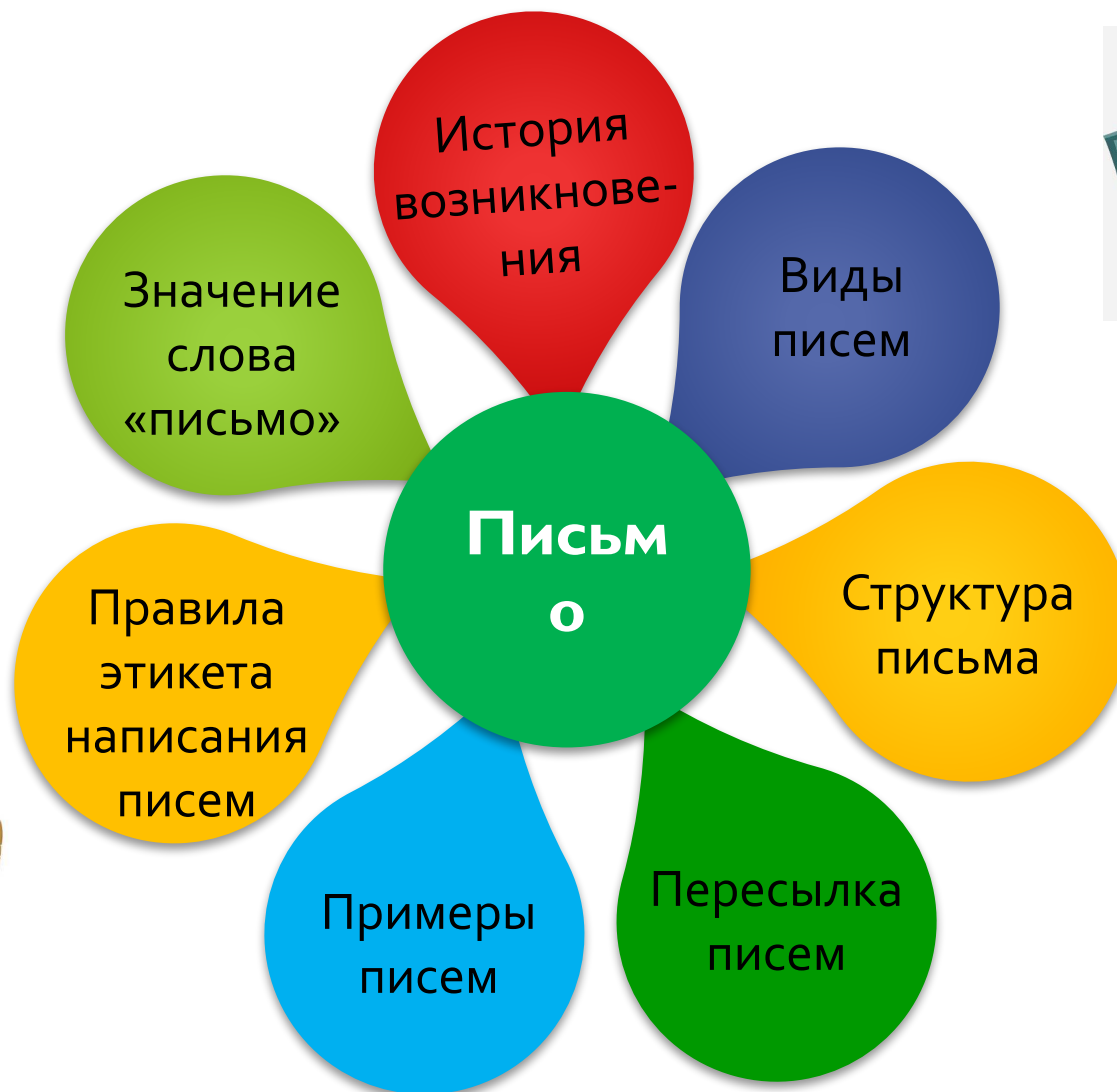 История
возникнове-
ния
Виды
писем
Значение
слова
«письмо»
Письм
о
Структура
письма
Правила
этикета
написания
писем
Пересылка
писем
Примеры
писем